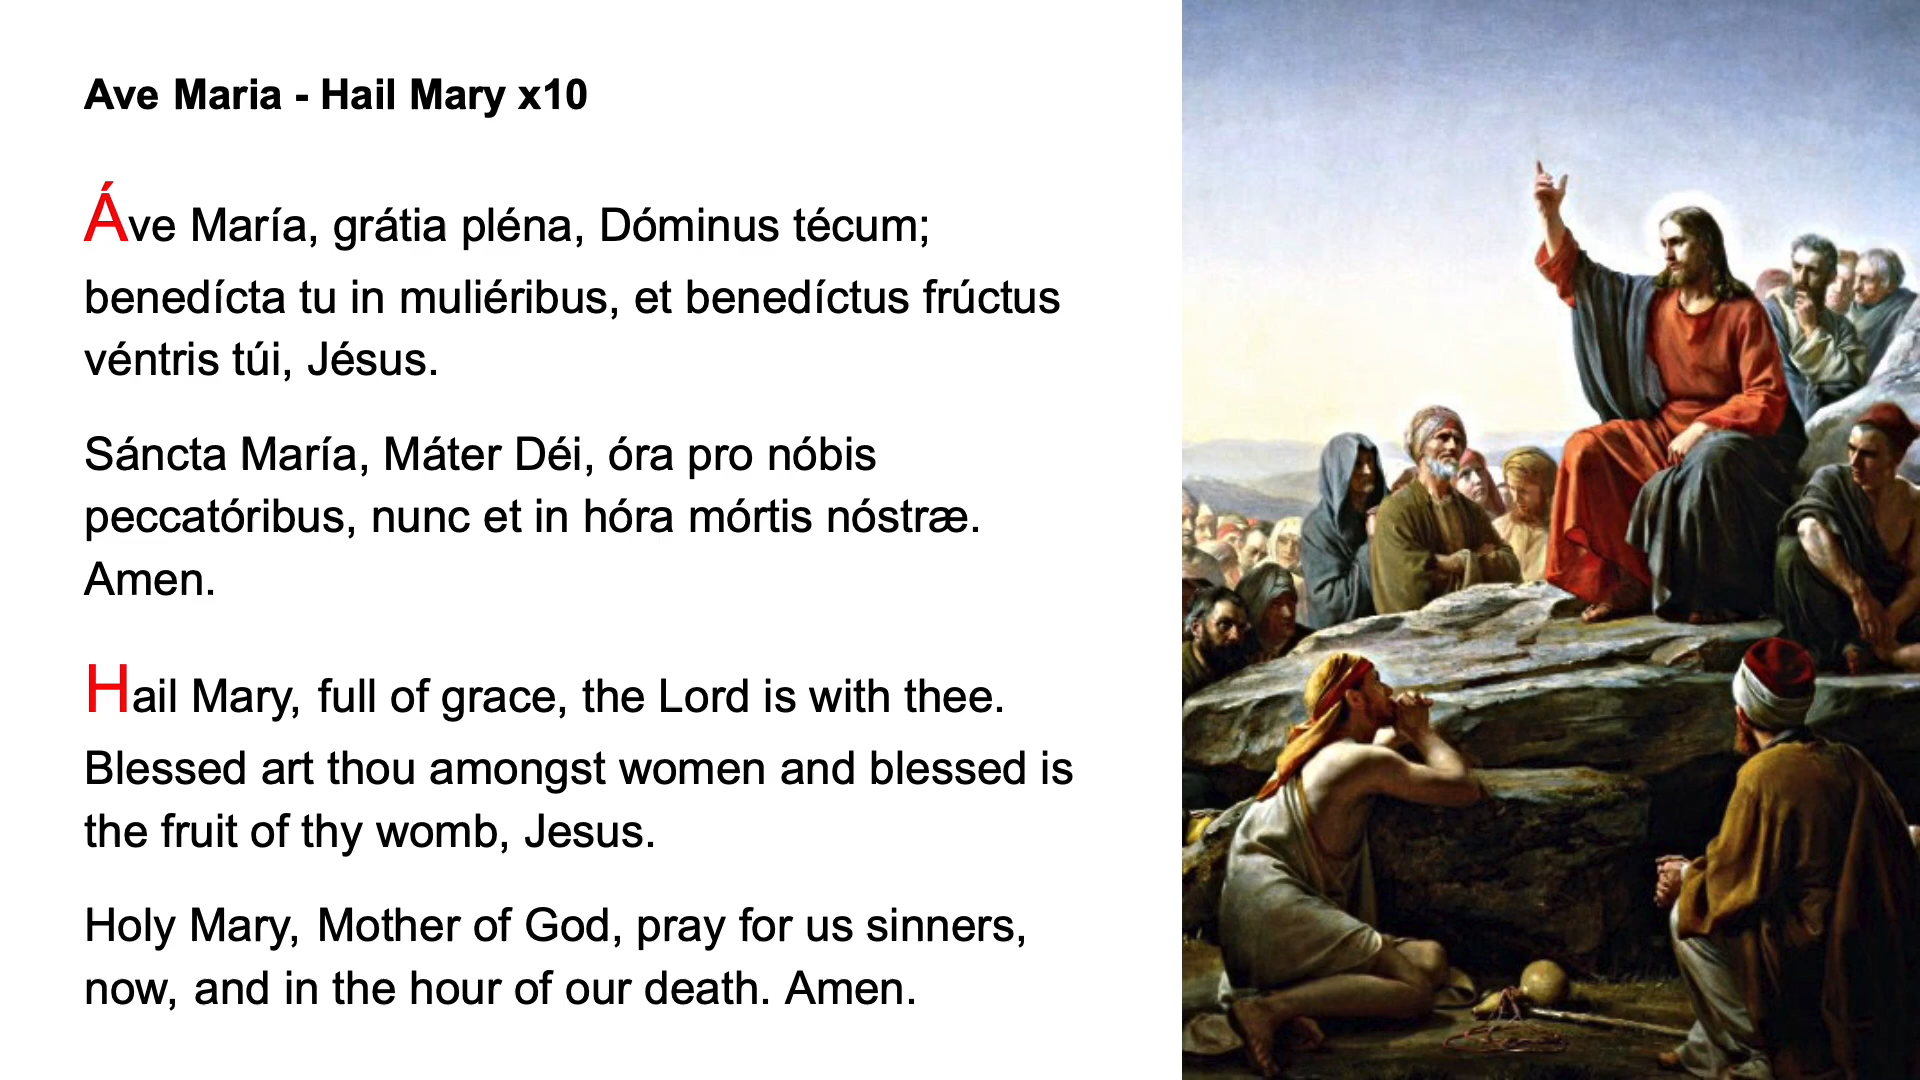 Ave Maria - Hail Mary x10
Áve María, grátia pléna, Dóminus técum;
benedícta tu in muliéribus, et benedíctus frúctus
véntris túi, Jésus.
Sáncta María, Máter Déi, óra pro nóbis
peccatóribus, nunc et in hóra mórtis nóstræ.
Amen.
Hail Mary, full of grace, the Lord is with thee.
Blessed art thou amongst women and blessed is
the fruit of thy womb, Jesus.
Holy Mary, Mother of God, pray for us sinners,
now, and in the hour of our death. Amen.